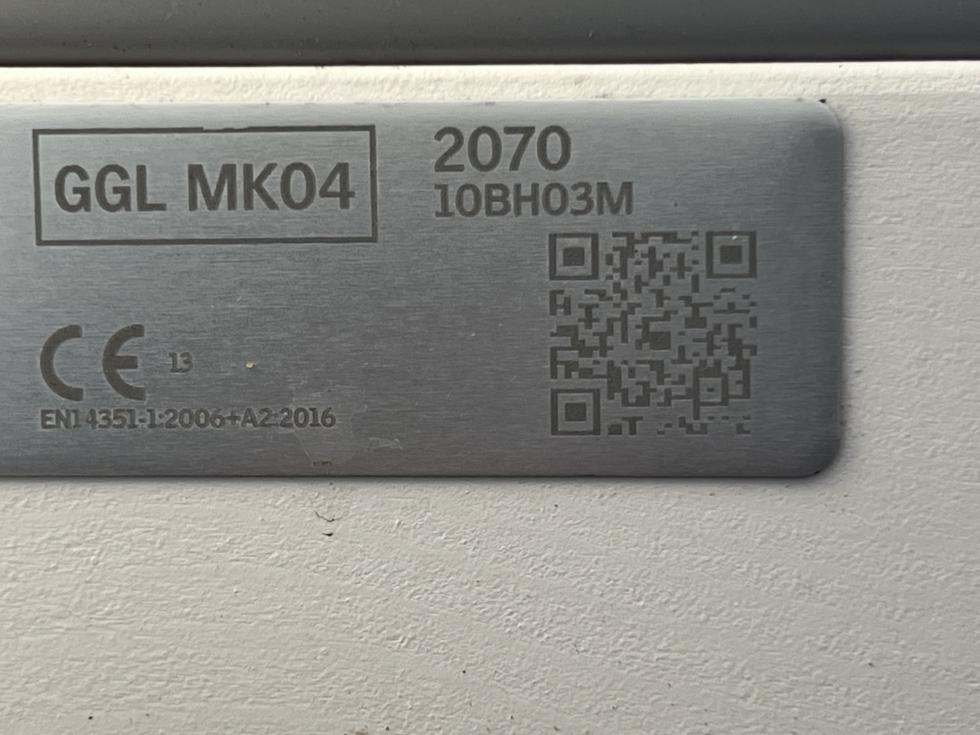 GGL MK04
2070
10BH03M
CE 13
EN14351-1:2006+A2:2016